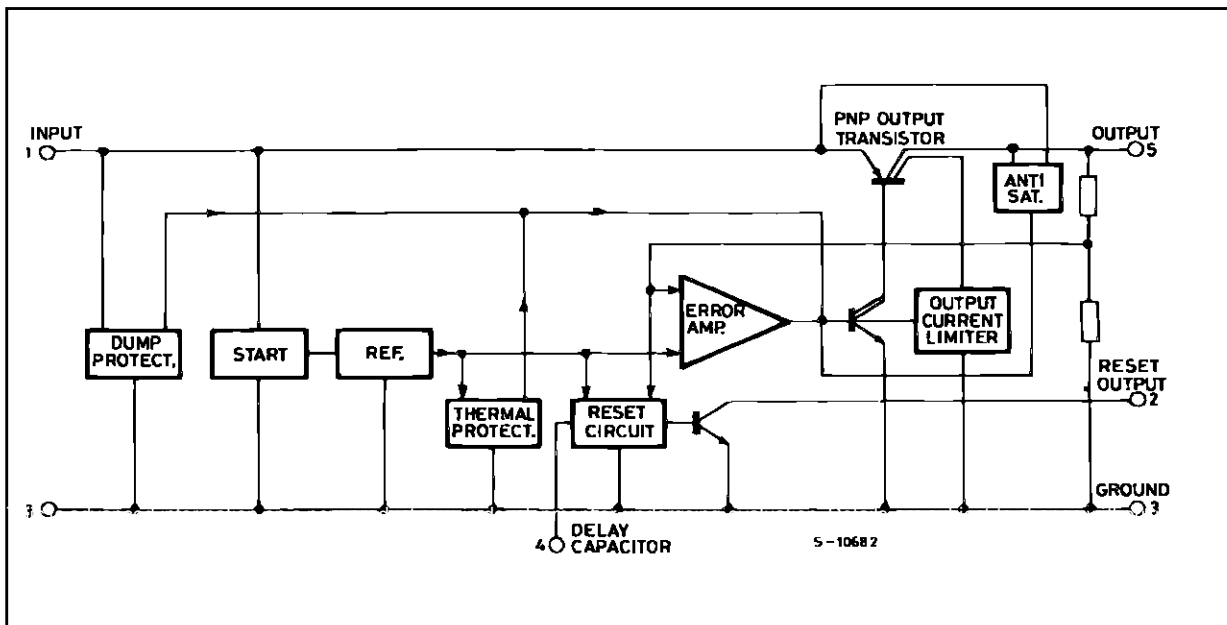 INPUT
1
PNP OUTPUT
TRANSISTOR
OUTPUT
5
ANTI
SAT.
ERROR
AMP.
OUTPUT
CURRENT
LIMITER
DUMP
PROTECT.
START
REF.
THERMAL
PROTECT.
RESET
CIRCUIT
RESET
OUTPUT
2
GROUND
3
3
4
DELAY
CAPACITOR
S-10682